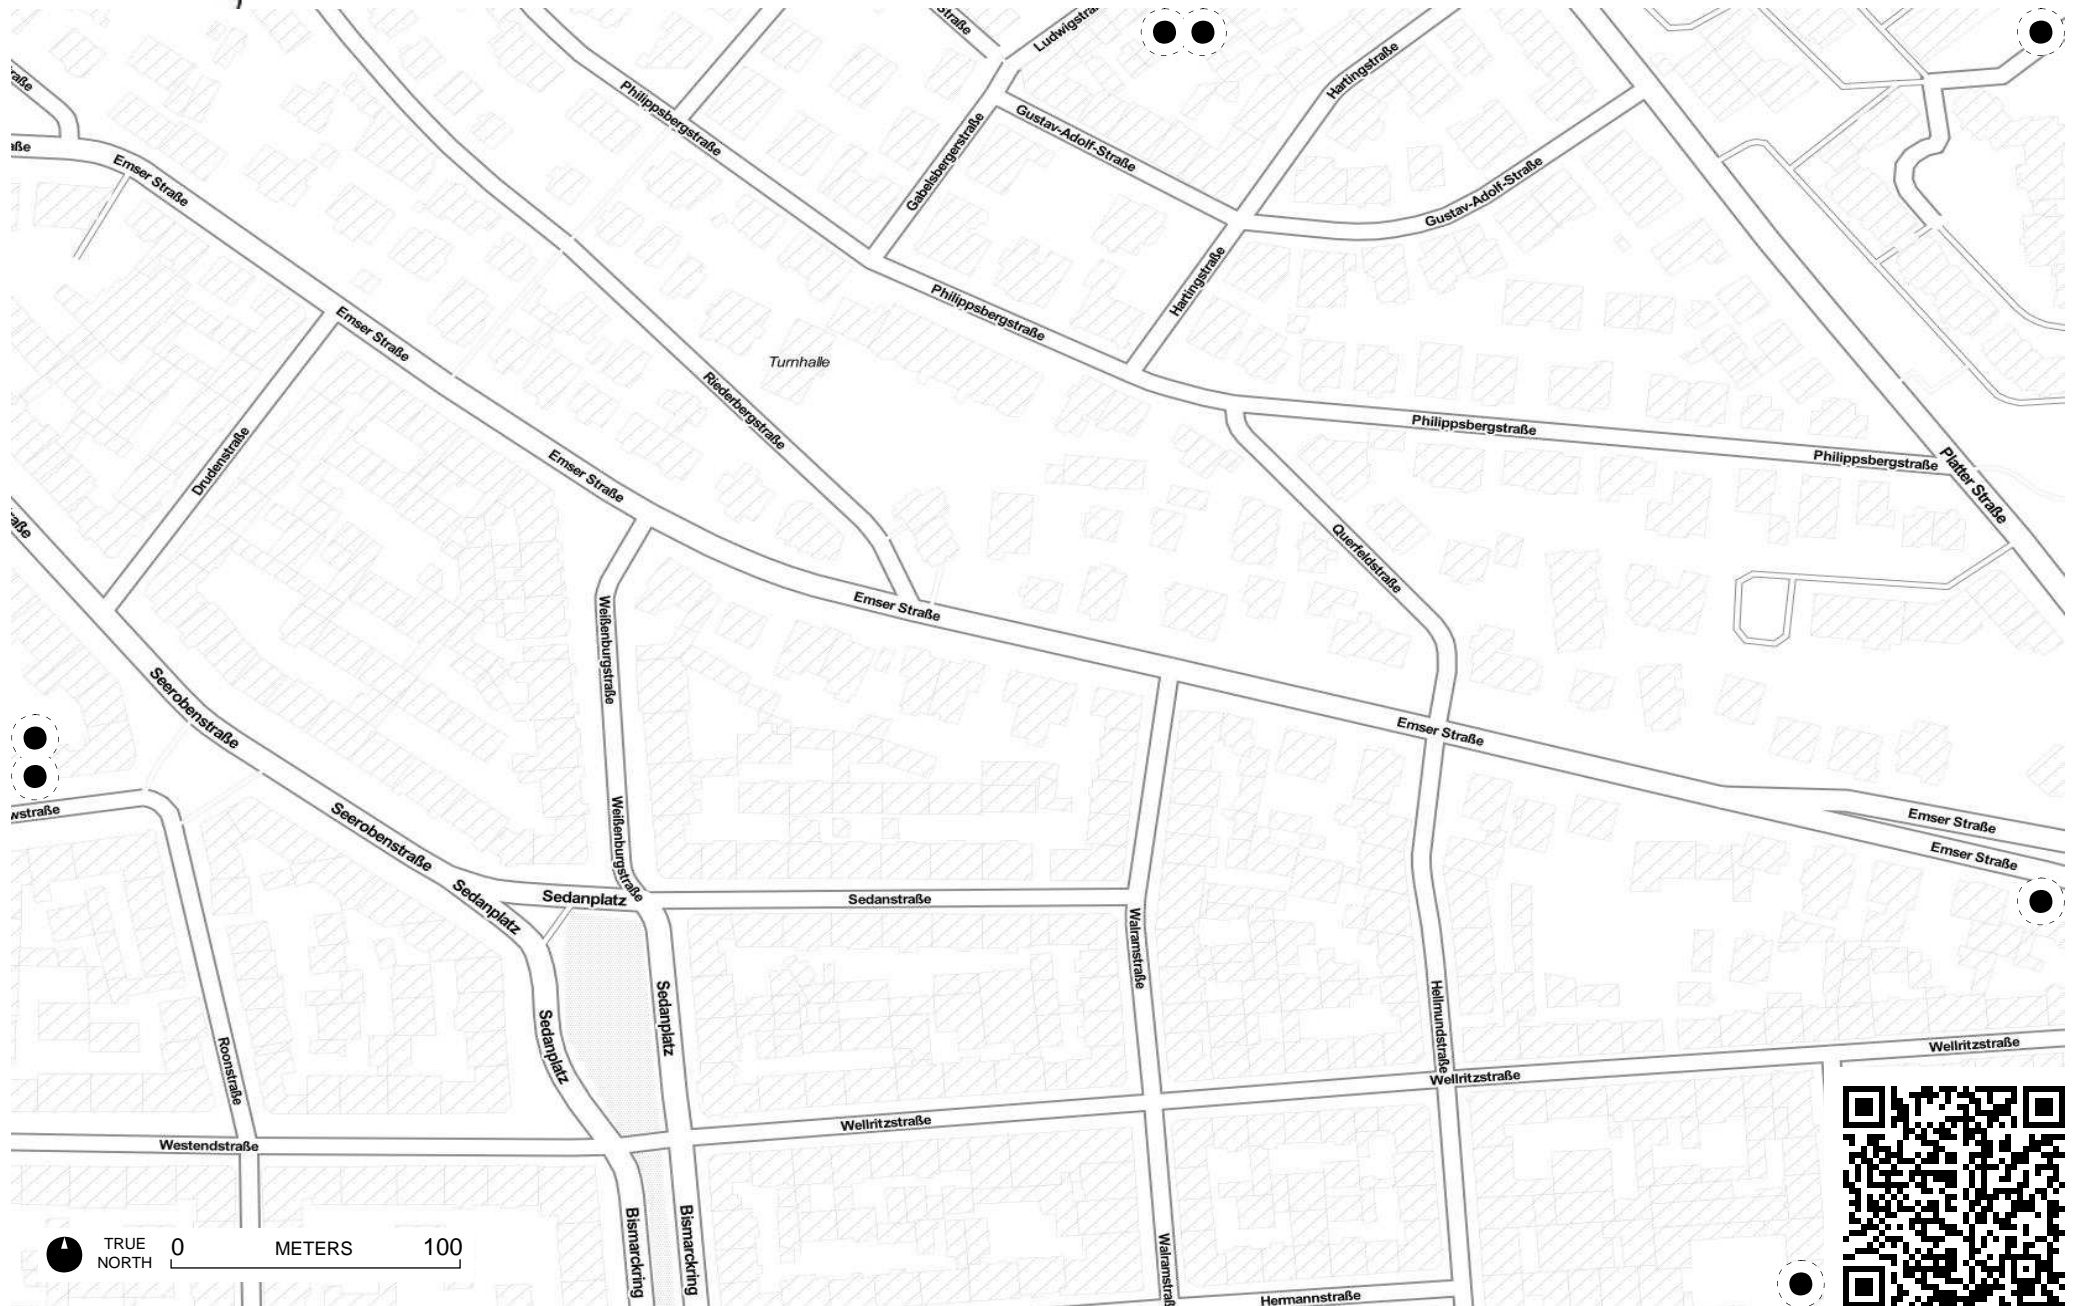 Ludwigstra
Hartingstraße
Philippsbergstraße
Gustav-Adolf-Straße
Gabelsbergerstraße
Emser Straße
Gustav-Adolf-Straße
Hartingstraße
Philippsbergstraße
Emser Straße
Turnhalle
Riederbergstraße
Philippsbergstraße
Philippsbergstraße
Platter Straße
Drudenstraße
Emser Straße
Querfeldstraße
Emser Straße
Weißenburgstraße
Seerobenstraße
Emser Straße
wstraße
Seerobenstraße
Weißenburgstraße
Emser Straße
Emser Straße
Sedanplatz
Sedanplatz
Sedanstraße
Walramstraße
Sedanplatz
Sedanplatz
Hellmundstraße
Roonstraße
Wellritzstraße
Wellritzstraße
Wellritzstraße
Westendstraße
Bismarckring
Bismarckring
Walramstraß
Hermannstraße
TRUE
NORTH
0 METERS 100